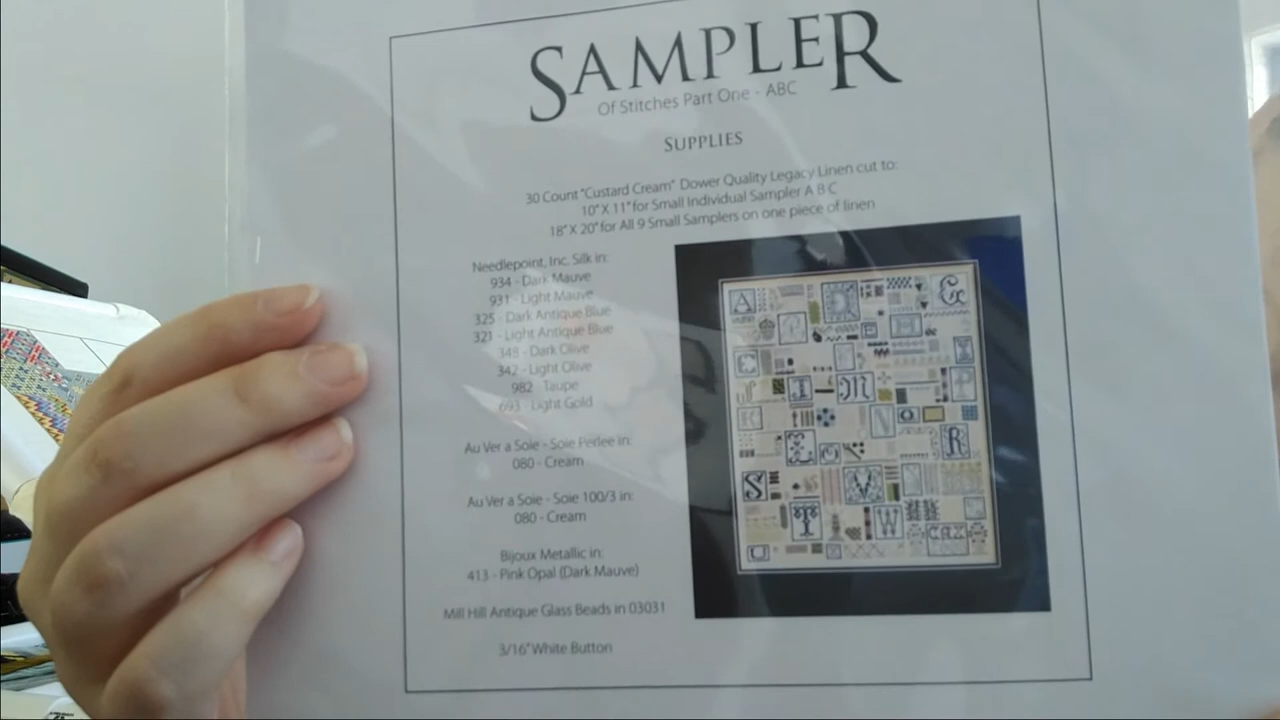 SAMPLER
Of Stitches Part One - ABC
SUPPLIES
30 Count "Custard Cream" Dower Quality Legacy Linen cut to:
10" X 11" for Small Individual Sampler A B C
18" X 20" for All 9 Small Samplers on one piece of linen
Needlepoint, Inc. Silk in:
934 - Dark Mauve
931 - Light Mauve
325 - Dark Antique Blue
321 - Light Antique Blue
348 - Dark Olive
342 - Light Olive
982 - Taupe
693 - Light Gold
Au Ver a Soie - Soie Perlee in:
080 - Cream
Au Ver a Soie - Soie 100/3 in:
080 - Cream
Bijoux Metallic in:
413 - Pink Opal (Dark Mauve)
Mill Hill Antique Glass Beads in 03031
3/16" White Button